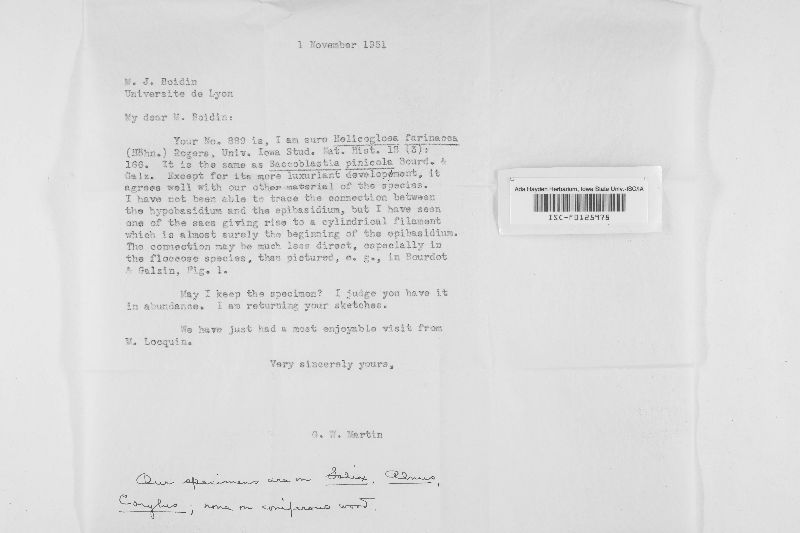 1 November 1951
M. J. Boidin
Universite de Lyon
My dear M. Boidin:
Your No. 889 is, I am sure Helicogloea farinacea
(Höhn.) Rogers, Univ. Iowa Stud. Nat. Hist. 18 (3):
166. It is the same as Saccoblastia pinicola Bourd. &
Galz. Except for its more luxuriant development, it
agrees well with our other material of the species.
I have not been able to trace the connection between
the hypobasidium and the epibasidium, but I have seen
one of the sacs giving rise to a cylindrical filament
which is almost surely the beginning of the epibasidium.
The connection may be much less direct, especially in
the floccose species, than pictured, e. g., in Bourdot
& Galzin, Fig. 1.
May I keep the specimen? I judge you have it
in abundance. I am returning your sketches.
We have just had a most enjoyable visit from
M. Locquin.
Very sincerely yours,
G. W. Martin
Our specimens are on Salix, Alnus,
Corylus, none on coniferous wood.
Ada Hayden Herbarium, Iowa State Univ.-ISC/IA
ISC-F-0125978